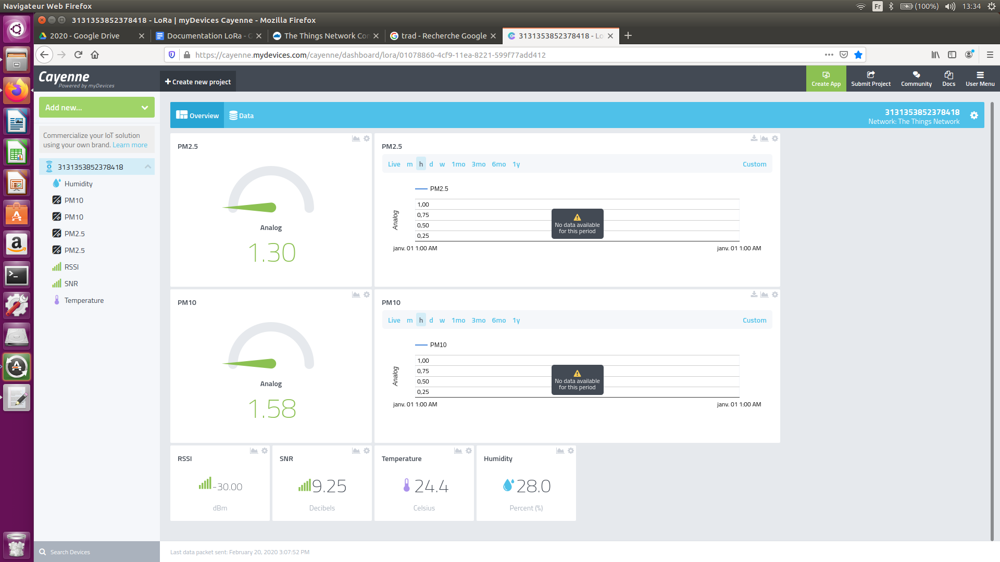 Navigateur Web Firefox
Fr (100%) 13:34
3131353852378418 - LoRa | myDevices Cayenne - Mozilla Firefox
2020 - Google Drive
Documentation LoRa - G
The Things Network Con
trad - Recherche Google
3131353852378418 - Lo
https://cayenne.mydevices.com/cayenne/dashboard/lora/01078860-4cf9-11ea-8221-599f77add412
Cayenne
Powered by myDevices
Create new project
Create App
Submit Project
Community
Docs
User Menu
Add new...
Commercialize your IoT solution
using your own brand. Learn more
3131353852378418
Humidity
PM10
PM10
PM2.5
PM2.5
RSSI
SNR
Temperature
Search Devices
Overview
Data
3131353852378418
Network: The Things Network
PM2.5
Analog
1.30
PM2.5
Live m h d w 1mo 3mo 6mo 1y Custom
PM2.5
Analog
1,00
0,75
0,50
0,25
No data available
for this period
janv. 01 1:00 AM janv. 01 1:00 AM
PM10
Analog
1.58
PM10
Live m h d w 1mo 3mo 6mo 1y Custom
PM10
Analog
1,00
0,75
0,50
0,25
No data available
for this period
janv. 01 1:00 AM janv. 01 1:00 AM
RSSI
-30.00
dBm
SNR
9.25
Decibels
Temperature
24.4
Celsius
Humidity
28.0
Percent (%)
Last data packet sent: February 20, 2020 3:07:52 PM